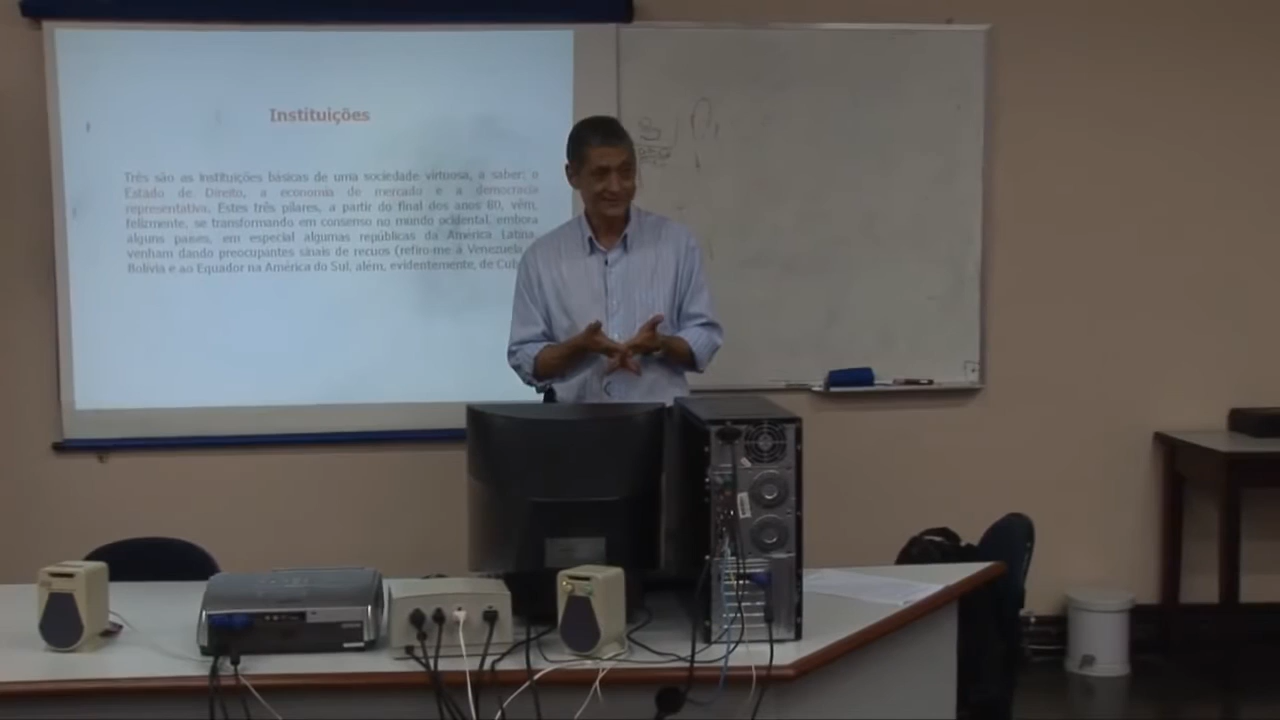 Instituições
Três são as instituições básicas de uma sociedade virtuosa, a saber: o
Estado de Direito, a economia de mercado e a democracia
representativa. Estes três pilares, a partir do final dos anos 80, vêm,
felizmente, se transformando em consenso no mundo ocidental, embora
alguns países, em especial algumas repúblicas da América Latina,
venham dando preocupantes sinais de recuos (refiro-me à Venezuela
Bolívia e ao Equador na América do Sul, além, evidentemente, de